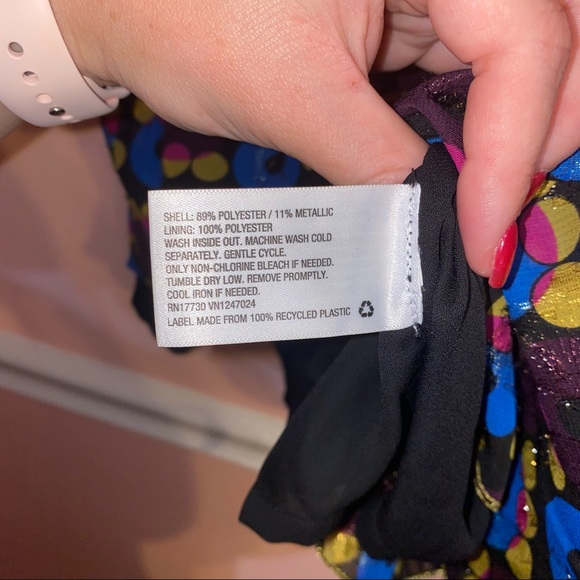 SHELL: 89% POLYESTER / 11% METALLIC
LINING: 100% POLYESTER
WASH INSIDE OUT. MACHINE WASH COLD
SEPARATELY. GENTLE CYCLE.
ONLY NON-CHLORINE BLEACH IF NEEDED.
TUMBLE DRY LOW. REMOVE PROMPTLY.
COOL IRON IF NEEDED.
RN17730 VN1247024
LABEL MADE FROM 100% RECYCLED PLASTIC